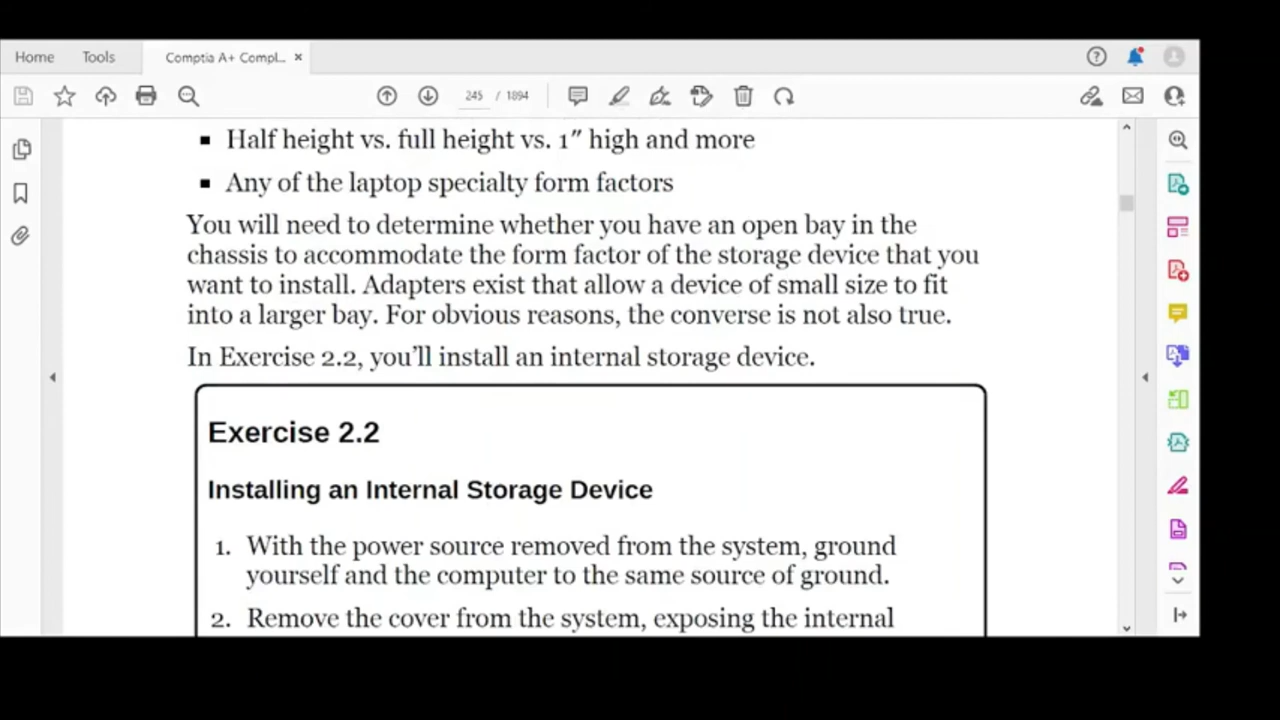 Home Tools Comptia A+ Compl...
245 / 1894
▪ Half height vs. full height vs. 1″ high and more
▪ Any of the laptop specialty form factors
You will need to determine whether you have an open bay in the
chassis to accommodate the form factor of the storage device that you
want to install. Adapters exist that allow a device of small size to fit
into a larger bay. For obvious reasons, the converse is not also true.
In Exercise 2.2, you’ll install an internal storage device.
Exercise 2.2
Installing an Internal Storage Device
1. With the power source removed from the system, ground
yourself and the computer to the same source of ground.
2. Remove the cover from the system, exposing the internal